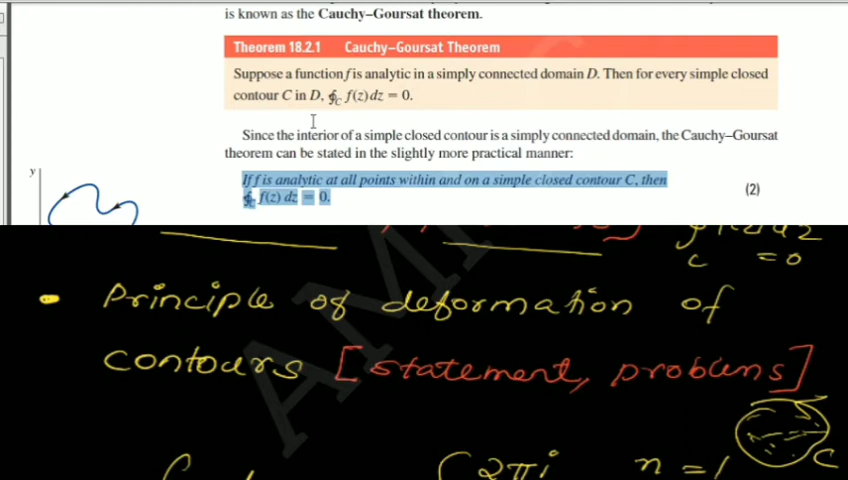 is known as the Cauchy–Goursat theorem.
Theorem 18.2.1 Cauchy–Goursat Theorem
Suppose a function f is analytic in a simply connected domain D. Then for every simple closed
contour C in D, ∮C f(z) dz = 0.
Since the interior of a simple closed contour is a simply connected domain, the Cauchy–Goursat
theorem can be stated in the slightly more practical manner:
If f is analytic at all points within and on a simple closed contour C, then
∮C f(z) dz = 0. (2)
y
C = 0
Principle of deformation of
contours [statement, problems]
C
2πi n = 1